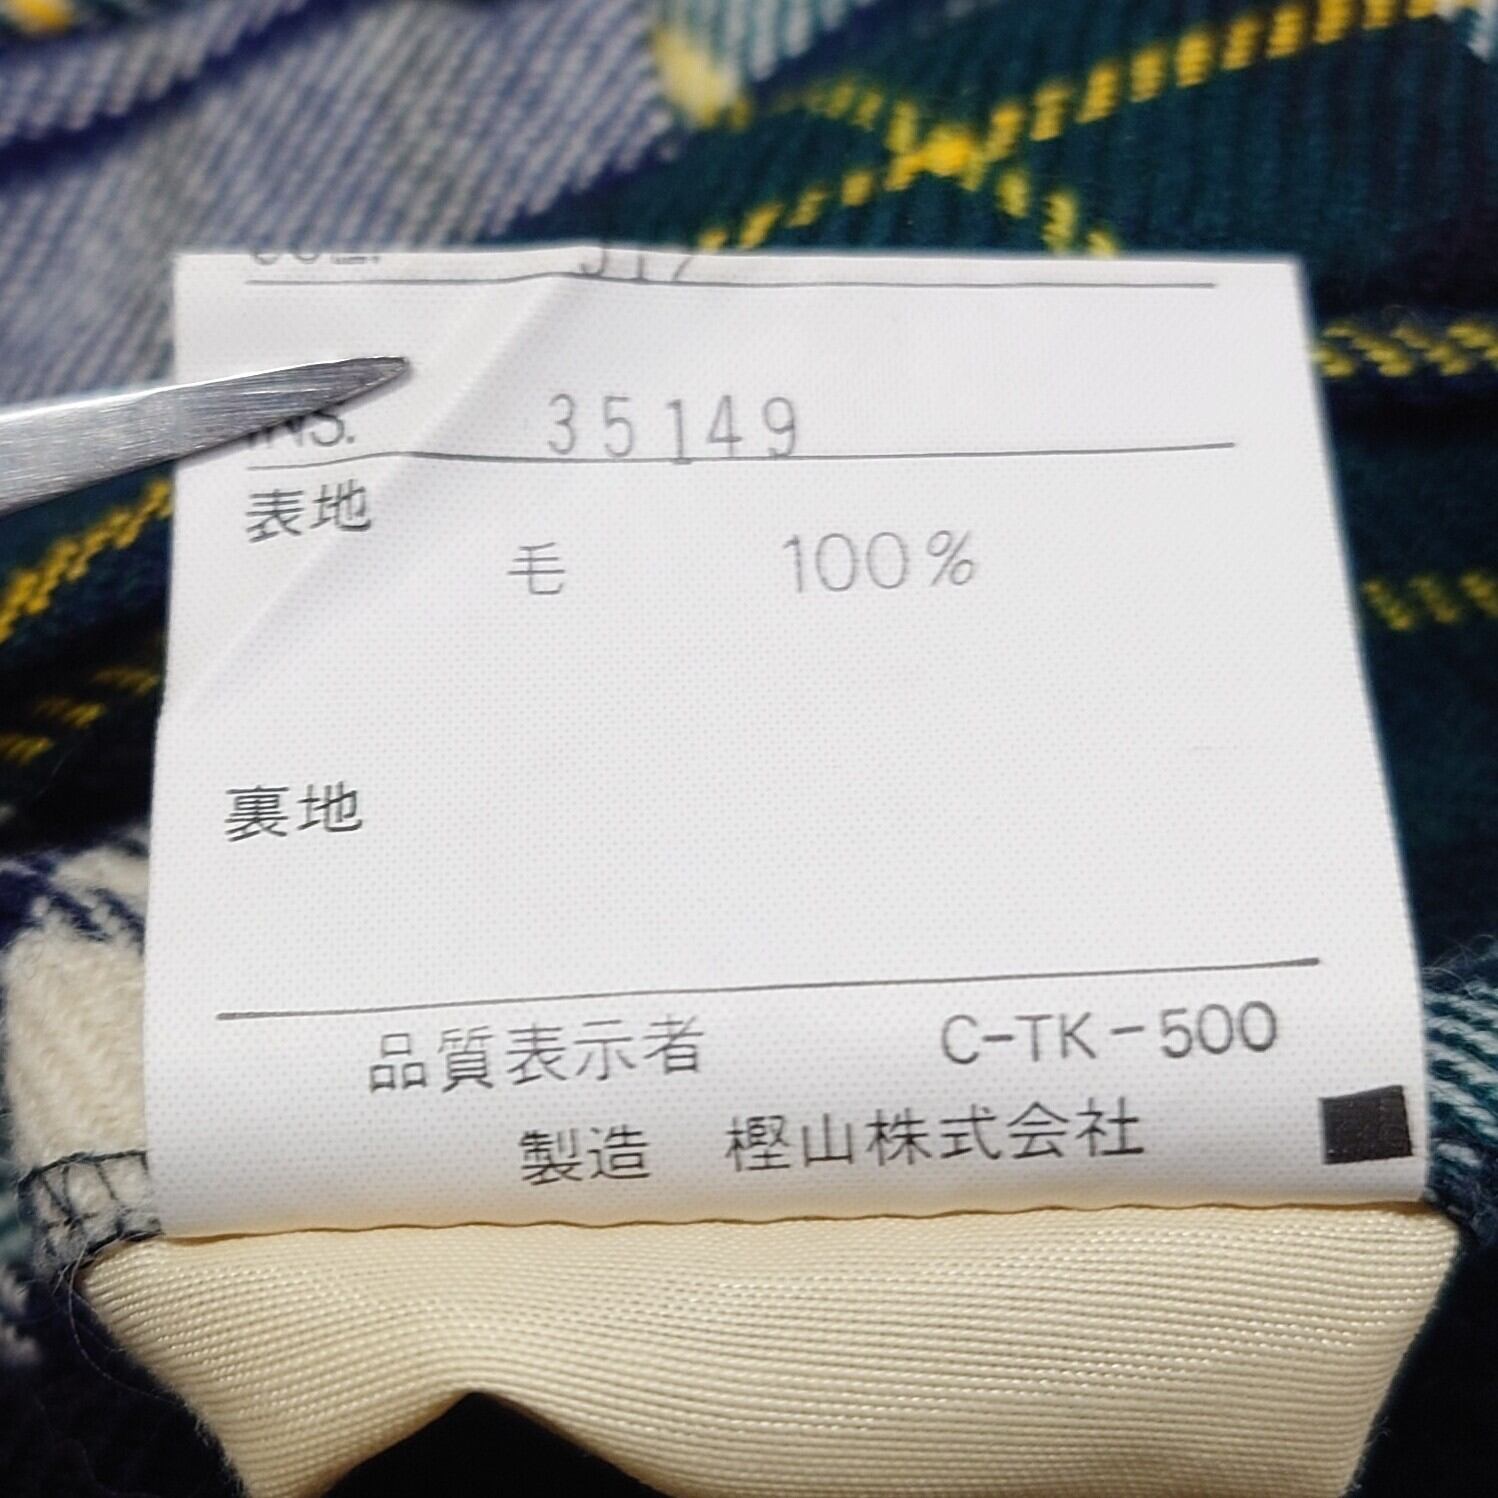 INS. 35149
表地
毛 100%
裏地
品質表示者 C-TK-500
製造 樫山株式会社